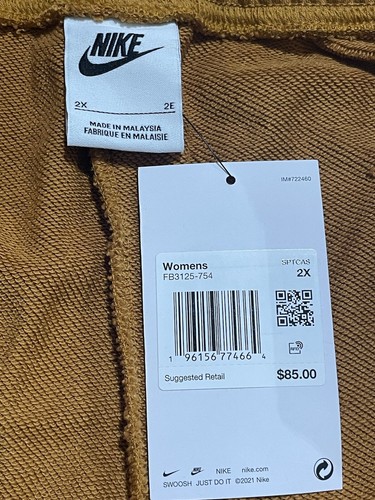 NIKE
2X 2E
MADE IN MALAYSIA
FABRIQUE EN MALAISIE
IM#722460
Womens SPTCAS
FB3125-754 2X
1 96156 77466 4
Suggested Retail $85.00
NIKE nike.com
SWOOSH JUST DO IT ©2021 Nike